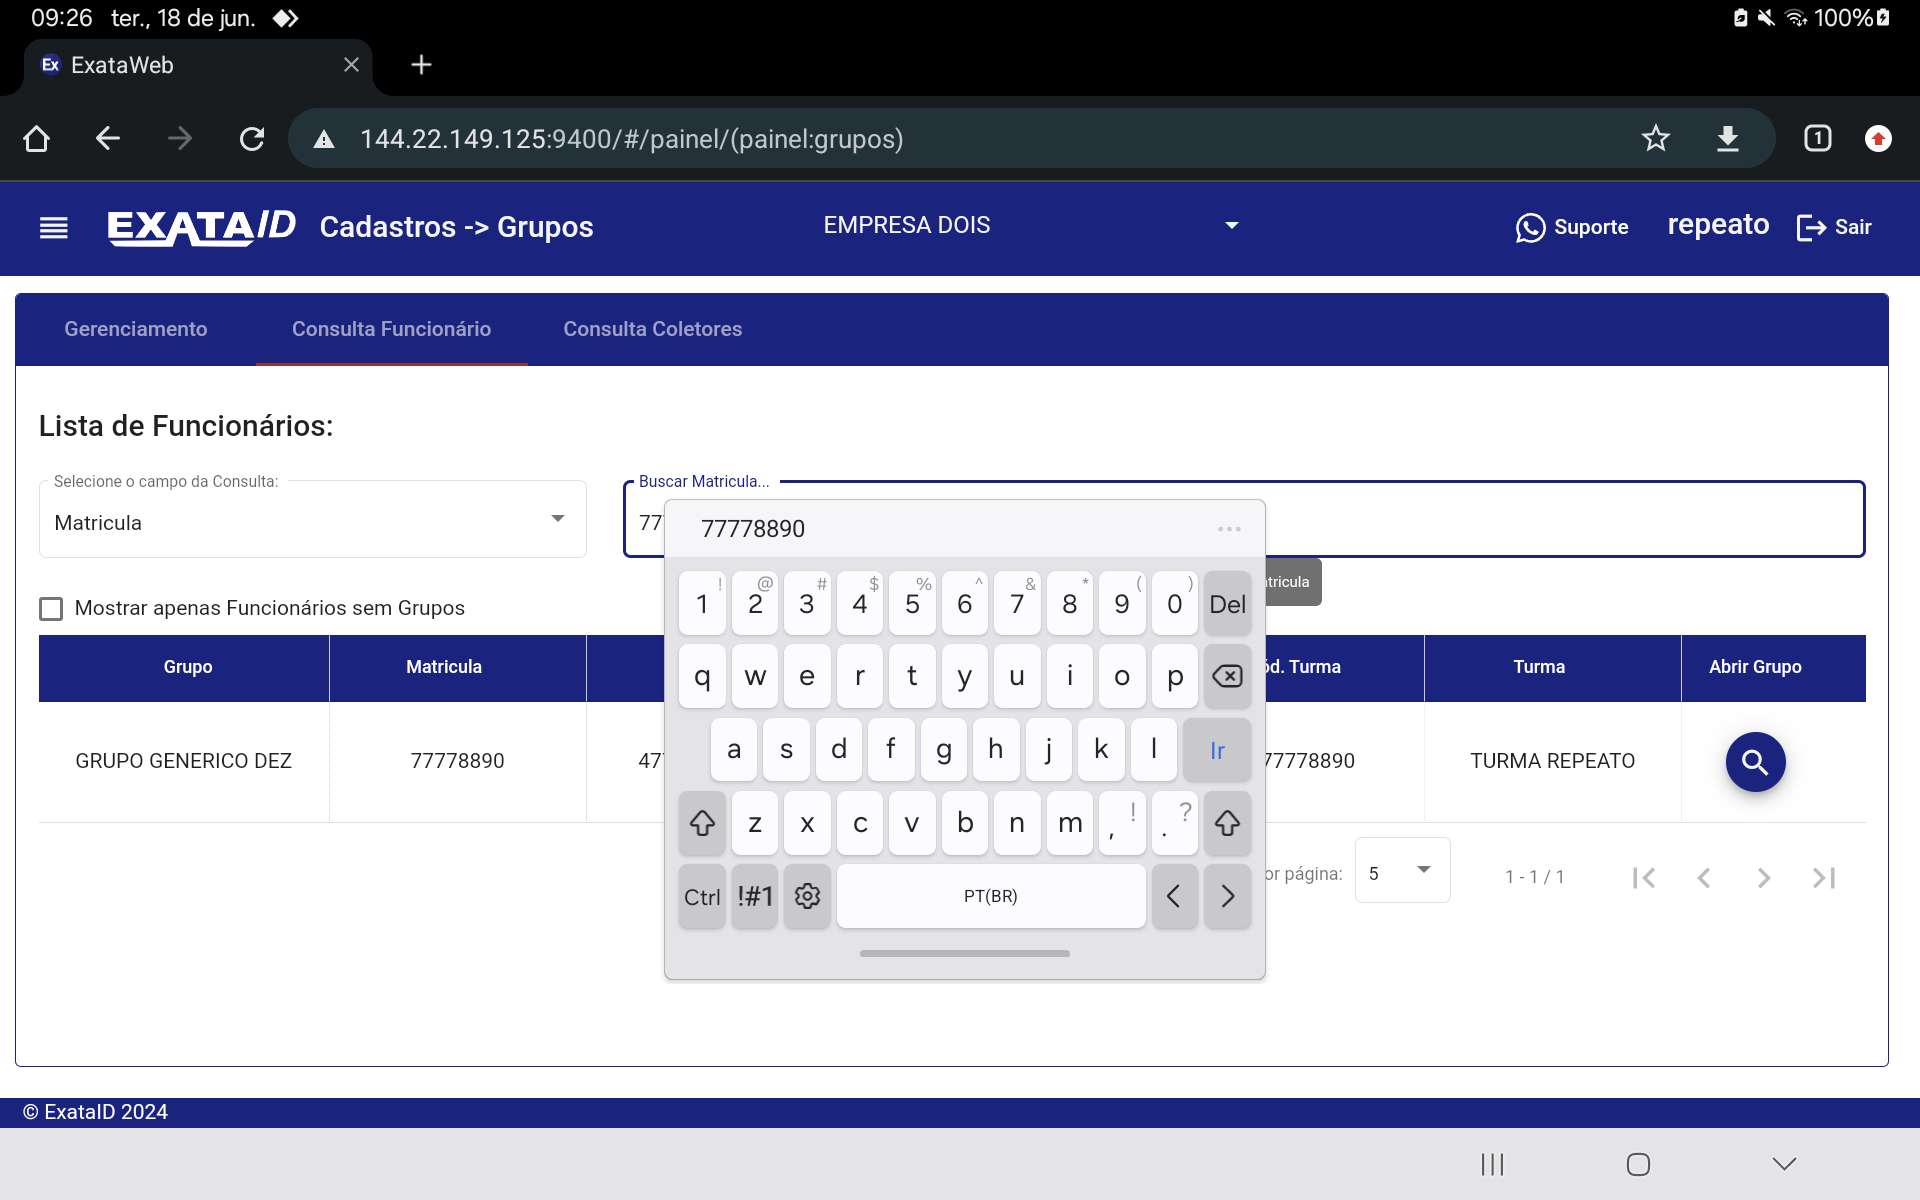 09:26 ter., 18 de jun. 100%
Ex ExataWeb
144.22.149.125:9400/#/painel/(painel:grupos) 1
EXATAID Cadastros -> Grupos EMPRESA DOIS Suporte repeato Sair
Gerenciamento Consulta Funcionário Consulta Coletores
Lista de Funcionários:
Selecione o campo da Consulta: Buscar Matricula...
Matricula 77
77778890 ...
Mostrar apenas Funcionários sem Grupos
Grupo Matricula Turma Turma Abrir Grupo
GRUPO GENERICO DEZ 77778890 47 77778890 TURMA REPEATO
página: 5 1 - 1 / 1
! @ # $ % ^ & * ( )
1 2 3 4 5 6 7 8 9 0 Del
q w e r t y u i o p
a s d f g h j k l Ir
z x c v b n m , ! . ?
Ctrl !#1 PT(BR) < >
© ExataID 2024